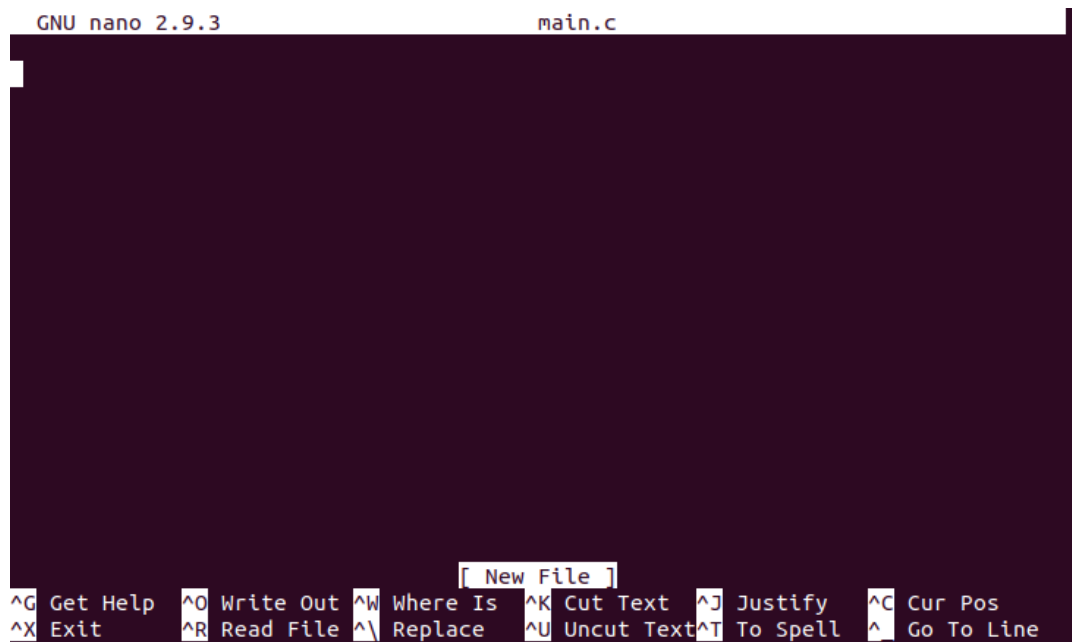 GNU nano 2.9.3 main.c
[ New File ]
^G Get Help ^O Write Out ^W Where Is ^K Cut Text ^J Justify ^C Cur Pos
^X Exit ^R Read File ^\ Replace ^U Uncut Text ^T To Spell ^_ Go To Line